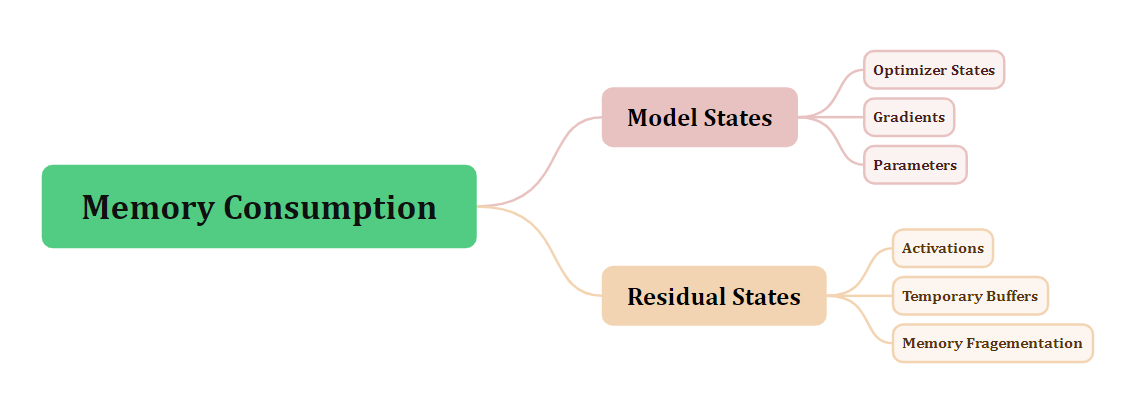 Memory Consumption
Model States
Optimizer States
Gradients
Parameters
Residual States
Activations
Temporary Buffers
Memory Fragementation